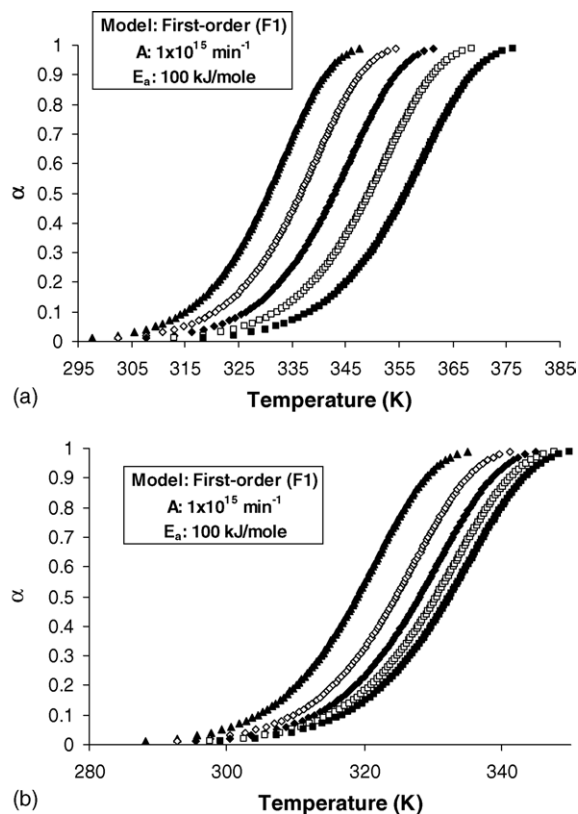 Model: First-order (F1)
A: 1x10¹⁵ min⁻¹
Eₐ: 100 kJ/mole
1
0.9
0.8
0.7
0.6
0.5
0.4
0.3
0.2
0.1
0
α
295 305 315 325 335 345 355 365 375 385
Temperature (K)
(a)
Model: First-order (F1)
A: 1x10¹⁵ min⁻¹
Eₐ: 100 kJ/mole
1
0.9
0.8
0.7
0.6
0.5
0.4
0.3
0.2
0.1
0
α
280 300 320 340
Temperature (K)
(b)